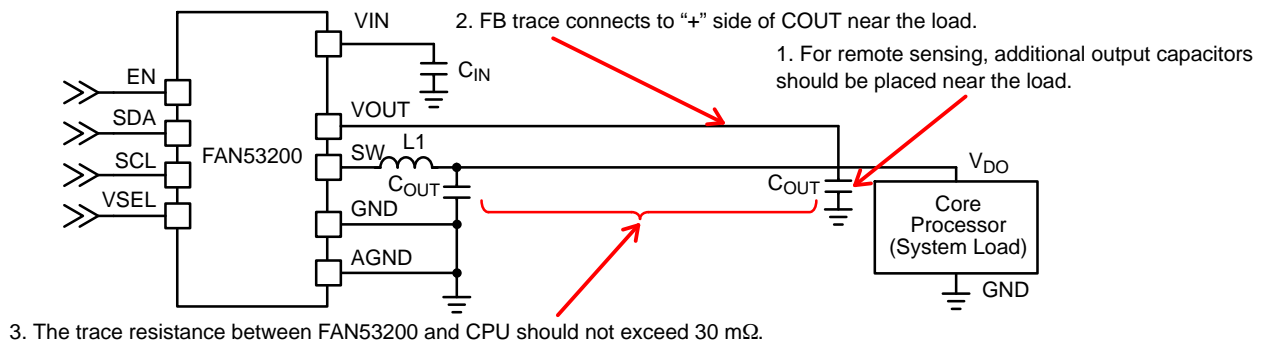 VIN
2. FB trace connects to “+” side of COUT near the load.
1. For remote sensing, additional output capacitors
should be placed near the load.
CIN
EN
SDA
SCL
VSEL
FAN53200
VOUT
SW
L1
COUT
GND
AGND
COUT
VDO
Core
Processor
(System Load)
GND
3. The trace resistance between FAN53200 and CPU should not exceed 30 mΩ.